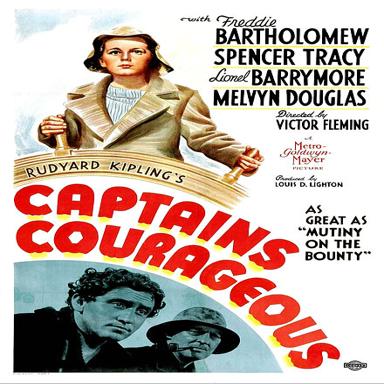 with Freddie
BARTHOLOMEW
SPENCER TRACY
Lionel BARRYMORE
MELVYN DOUGLAS
Directed by
VICTOR FLEMING
A
Metro-
Goldwyn-
Mayer
PICTURE
Produced by
LOUIS D. LIGHTON
RUDYARD KIPLING'S
CAPTAINS
COURAGEOUS
AS
GREAT AS
"MUTINY
ON THE
BOUNTY"